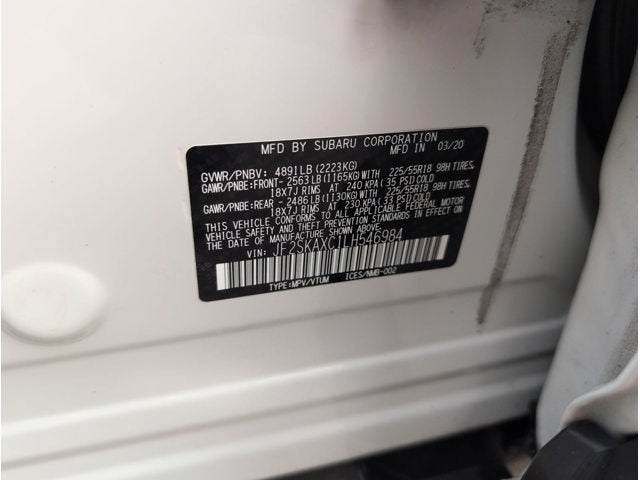 MFD BY SUBARU CORPORATION MFD IN 03/20
GVWR/PNBV: 4891LB (2223KG)
GAWR/PNBE: FRONT- 2563LB (1165KG) WITH 225/55R18 98H TIRES,
18X7J RIMS AT 240 KPA (35 PSI) COLD
GAWR/PNBE: REAR - 2486LB (1130KG) WITH 225/55R18 98H TIRES,
18X7J RIMS AT 230 KPA (33 PSI) COLD
THIS VEHICLE CONFORMS TO ALL APPLICABLE FEDERAL MOTOR
VEHICLE SAFETY AND THEFT PREVENTION STANDARDS IN EFFECT ON
THE DATE OF MANUFACTURE SHOWN ABOVE.
VIN: JF2SKAXC1LH546984
TYPE: MPV/VTUM ICES/NMB-002